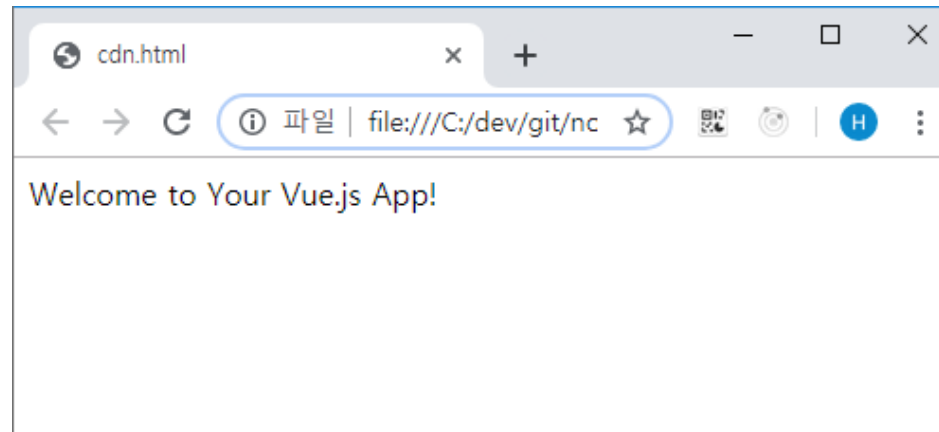 cdn.html
파일 file:///C:/dev/git/nc
H
Welcome to Your Vue.js App!